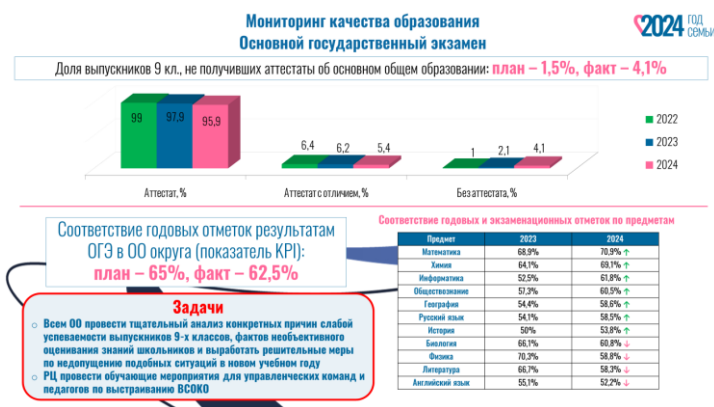 Мониторинг качества образования
Основной государственный экзамен
2024 год семьи
Доля выпускников 9 кл., не получивших аттестаты об основном общем образовании: план – 1,5%, факт – 4,1%
99 97,9 95,9
6,4 6,2 5,4
1 2,1 4,1
Аттестат, % Аттестат с отличием, % Без аттестата, %
2022
2023
2024
Соответствие годовых отметок результатам
ОГЭ в ОО округа (показатель KPI):
план – 65%, факт – 62,5%
Задачи
o Всем ОО провести тщательный анализ конкретных причин слабой
успеваемости выпускников 9-х классов, фактов необъективного
оценивания знаний школьников и выработать решительные меры
по недопущению подобных ситуаций в новом учебном году
o РЦ провести обучающие мероприятия для управленческих команд и
педагогов по выстраиванию ВСОКО
Соответствие годовых и экзаменационных отметок по предметам
Предмет 2023 2024
Математика 68,9% 70,9% ↑
Химия 64,1% 69,1% ↑
Информатика 52,5% 61,8% ↑
Обществознание 57,3% 60,5% ↑
География 54,4% 58,6% ↑
Русский язык 54,1% 58,5% ↑
История 50% 53,8% ↑
Биология 66,1% 60,8% ↓
Физика 70,3% 58,8% ↓
Литература 66,7% 58,3% ↓
Английский язык 55,1% 52,2% ↓